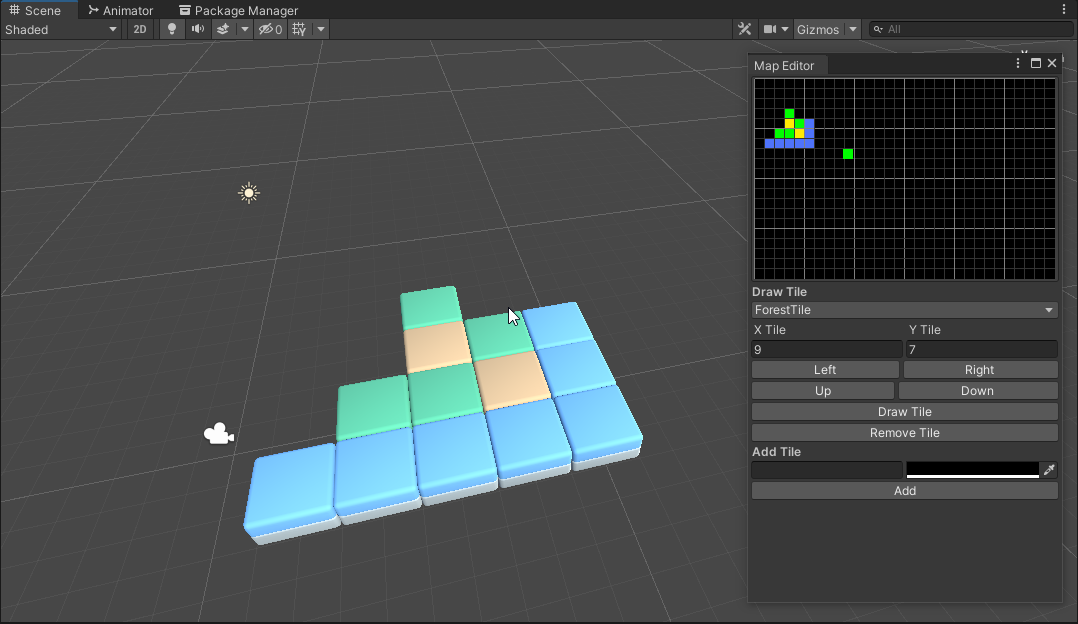 Scene Animator Package Manager
Shaded 2D 0 Gizmos All
Map Editor
Draw Tile
ForestTile
X Tile Y Tile
9 7
Left Right
Up Down
Draw Tile
Remove Tile
Add Tile
Add